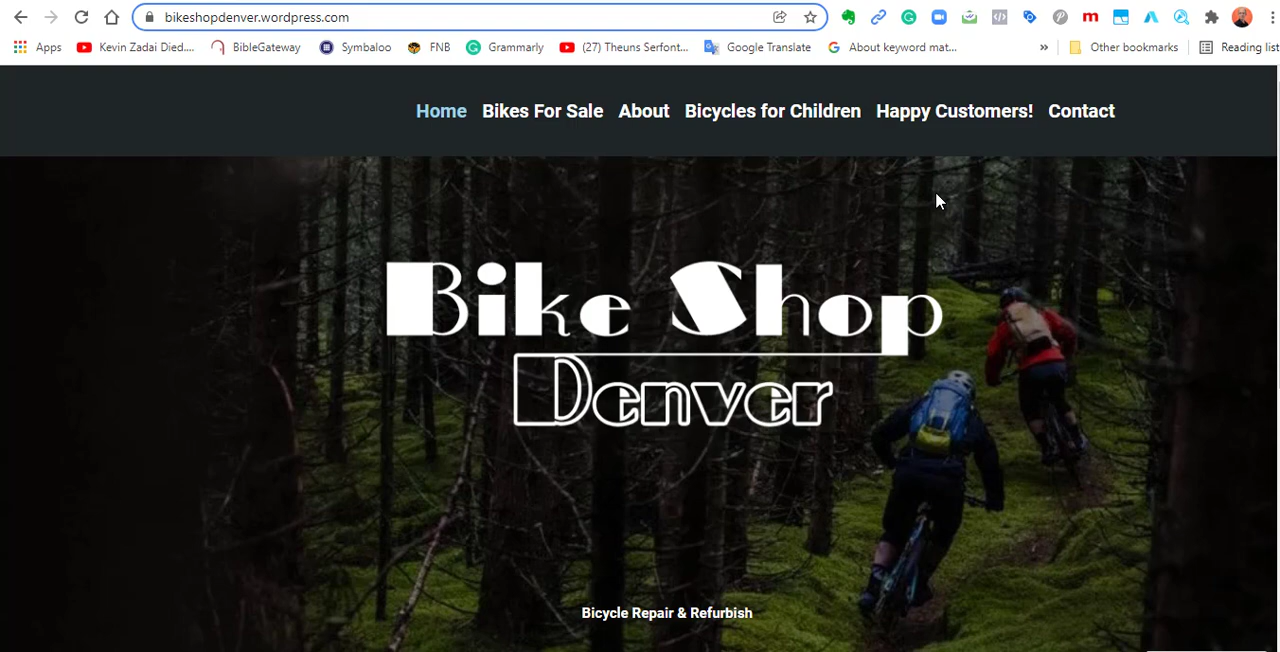 bikeshopdenver.wordpress.com
Apps Kevin Zadai Died.... BibleGateway Symbaloo FNB Grammarly (27) Theuns Serfont... Google Translate About keyword mat... » Other bookmarks Reading list
Home Bikes For Sale About Bicycles for Children Happy Customers! Contact
Bike Shop
Denver
Bicycle Repair & Refurbish